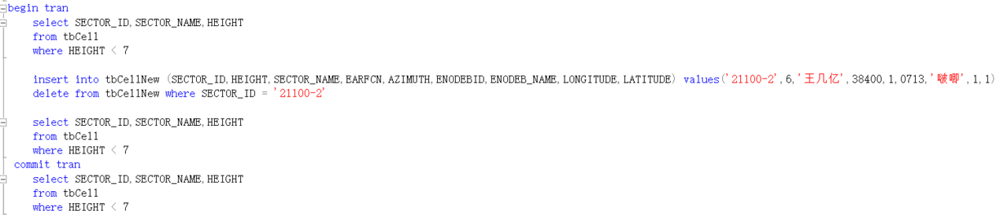 begin tran
select SECTOR_ID,SECTOR_NAME,HEIGHT
from tbCell
where HEIGHT < 7
insert into tbCellNew (SECTOR_ID,HEIGHT,SECTOR_NAME,EARFCN,AZIMUTH,ENODEBID,ENODEB_NAME,LONGITUDE,LATITUDE) values('21100-2',6,'王几亿',38400,1,0713,'啵唧',1,1)
delete from tbCellNew where SECTOR_ID = '21100-2'
select SECTOR_ID,SECTOR_NAME,HEIGHT
from tbCell
where HEIGHT < 7
commit tran
select SECTOR_ID,SECTOR_NAME,HEIGHT
from tbCell
where HEIGHT < 7